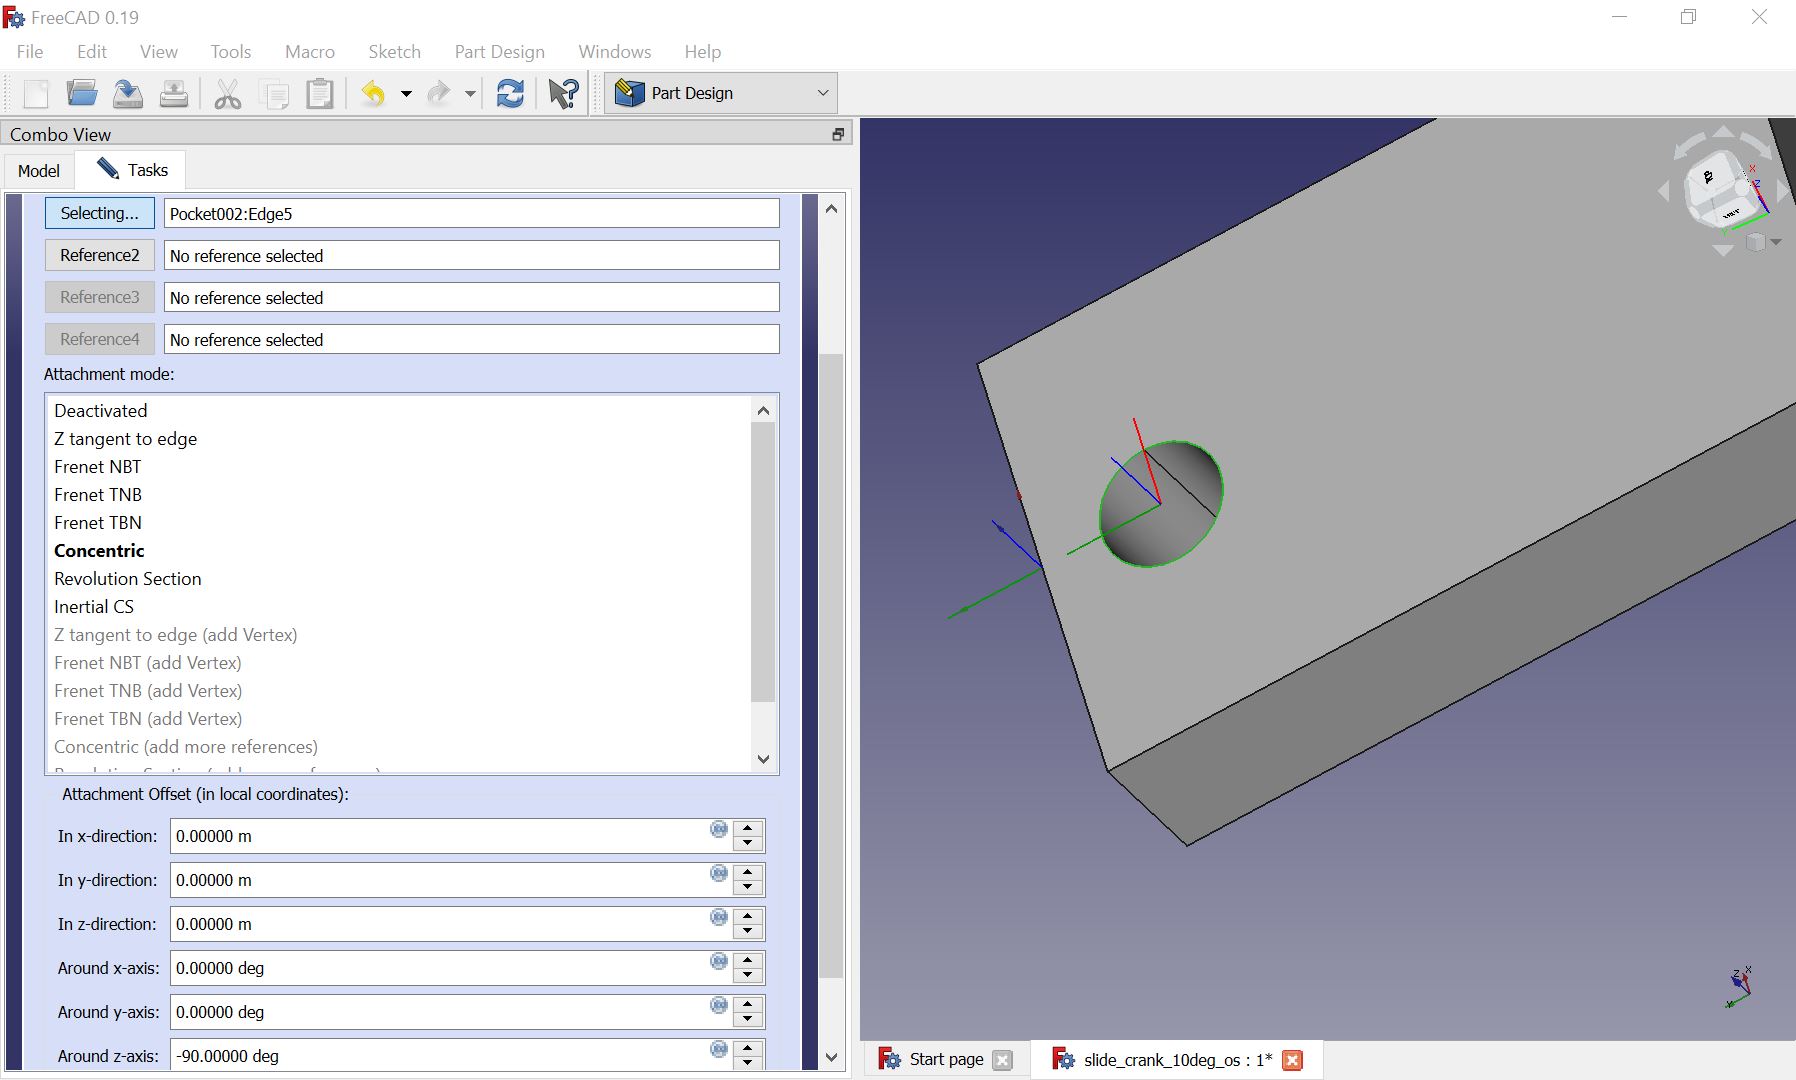 FreeCAD 0.19
File Edit View Tools Macro Sketch Part Design Windows Help
Part Design
Combo View
Model Tasks
Selecting... Pocket002:Edge5
Reference2 No reference selected
Reference3 No reference selected
Reference4 No reference selected
Attachment mode:
Deactivated
Z tangent to edge
Frenet NBT
Frenet TNB
Frenet TBN
Concentric
Revolution Section
Inertial CS
Z tangent to edge (add Vertex)
Frenet NBT (add Vertex)
Frenet TNB (add Vertex)
Frenet TBN (add Vertex)
Concentric (add more references)
Attachment Offset (in local coordinates):
In x-direction: 0.00000 m
In y-direction: 0.00000 m
In z-direction: 0.00000 m
Around x-axis: 0.00000 deg
Around y-axis: 0.00000 deg
Around z-axis: -90.00000 deg
X
Z
Y
Z X
Y
Start page slide_crank_10deg_os : 1*